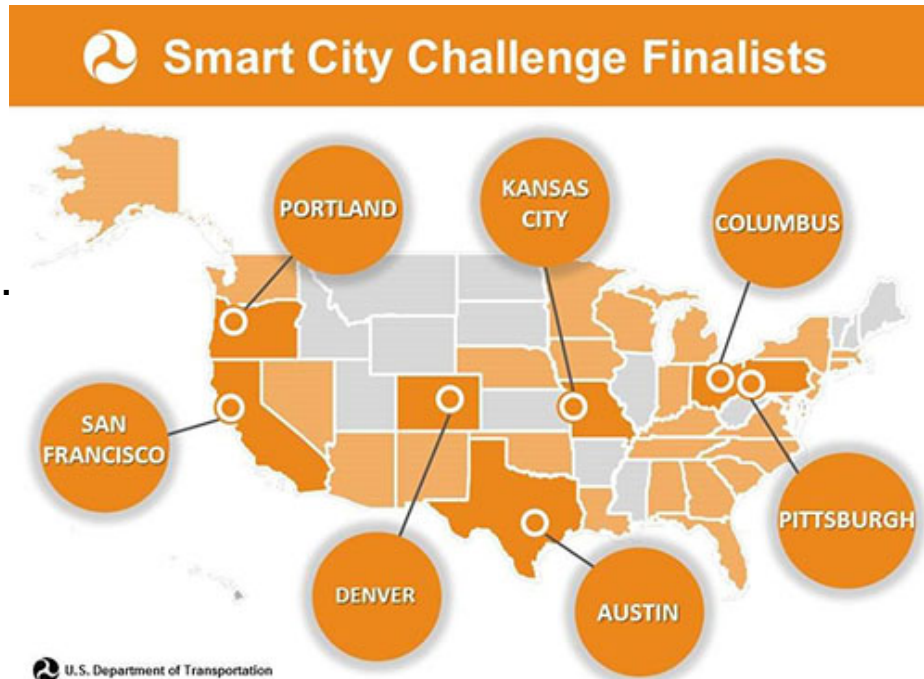 Smart City Challenge Finalists
PORTLAND
KANSAS
CITY
COLUMBUS
SAN
FRANCISCO
PITTSBURGH
DENVER
AUSTIN
U.S. Department of Transportation